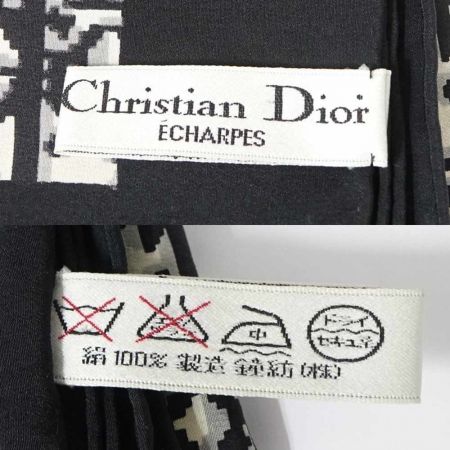 Christian Dior
ÉCHARPES
中
ドライ
セキユ系
絹 100% 製造 鐘紡(株)